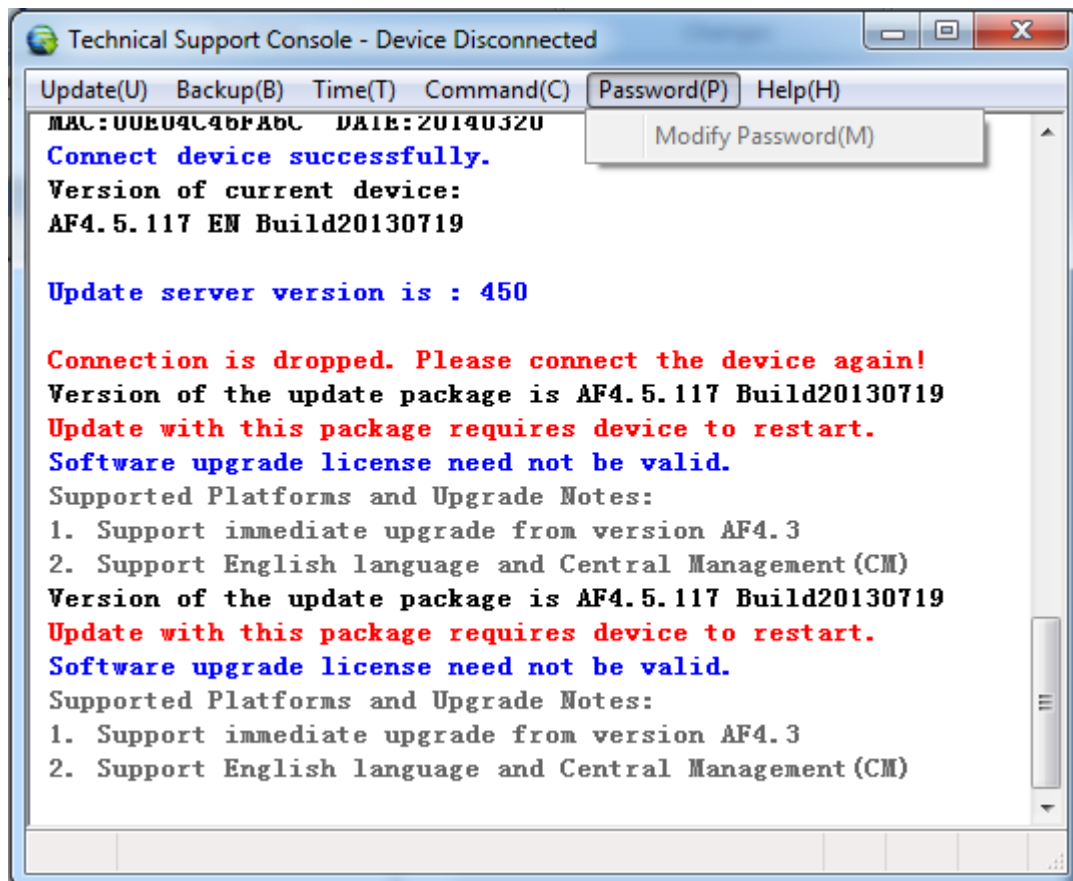 Technical Support Console - Device Disconnected
Update(U) Backup(B) Time(T) Command(C) Password(P) Help(H)
Modify Password(M)
MAC:00E04C46FA6C DATE:20140320
Connect device successfully.
Version of current device:
AF4.5.117 EN Build20130719
Update server version is : 450
Connection is dropped. Please connect the device again!
Version of the update package is AF4.5.117 Build20130719
Update with this package requires device to restart.
Software upgrade license need not be valid.
Supported Platforms and Upgrade Notes:
1. Support immediate upgrade from version AF4.3
2. Support English language and Central Management(CM)
Version of the update package is AF4.5.117 Build20130719
Update with this package requires device to restart.
Software upgrade license need not be valid.
Supported Platforms and Upgrade Notes:
1. Support immediate upgrade from version AF4.3
2. Support English language and Central Management(CM)